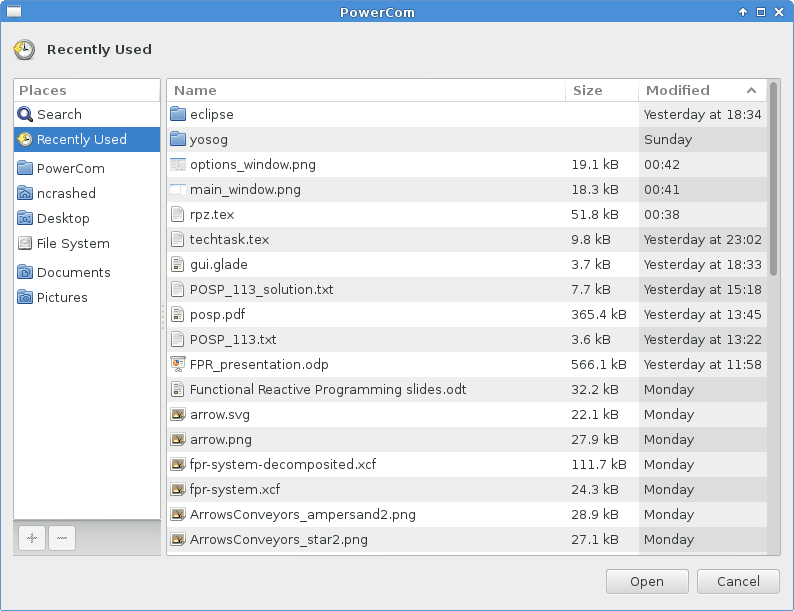 PowerCom
Recently Used
Places
Search
Recently Used
PowerCom
ncrashed
Desktop
File System
Documents
Pictures
Name Size Modified
eclipse Yesterday at 18:34
yosog Sunday
options_window.png 19.1 kB 00:42
main_window.png 18.3 kB 00:41
rpz.tex 51.8 kB 00:38
techtask.tex 9.8 kB Yesterday at 23:02
gui.glade 3.7 kB Yesterday at 18:33
POSP_113_solution.txt 7.7 kB Yesterday at 15:18
posp.pdf 365.4 kB Yesterday at 13:45
POSP_113.txt 3.6 kB Yesterday at 13:22
FPR_presentation.odp 566.1 kB Yesterday at 11:58
Functional Reactive Programming slides.odt 32.2 kB Monday
arrow.svg 22.1 kB Monday
arrow.png 27.9 kB Monday
fpr-system-decomposited.xcf 111.7 kB Monday
fpr-system.xcf 24.3 kB Monday
ArrowsConveyors_ampersand2.png 28.9 kB Monday
ArrowsConveyors_star2.png 27.1 kB Monday
Open Cancel